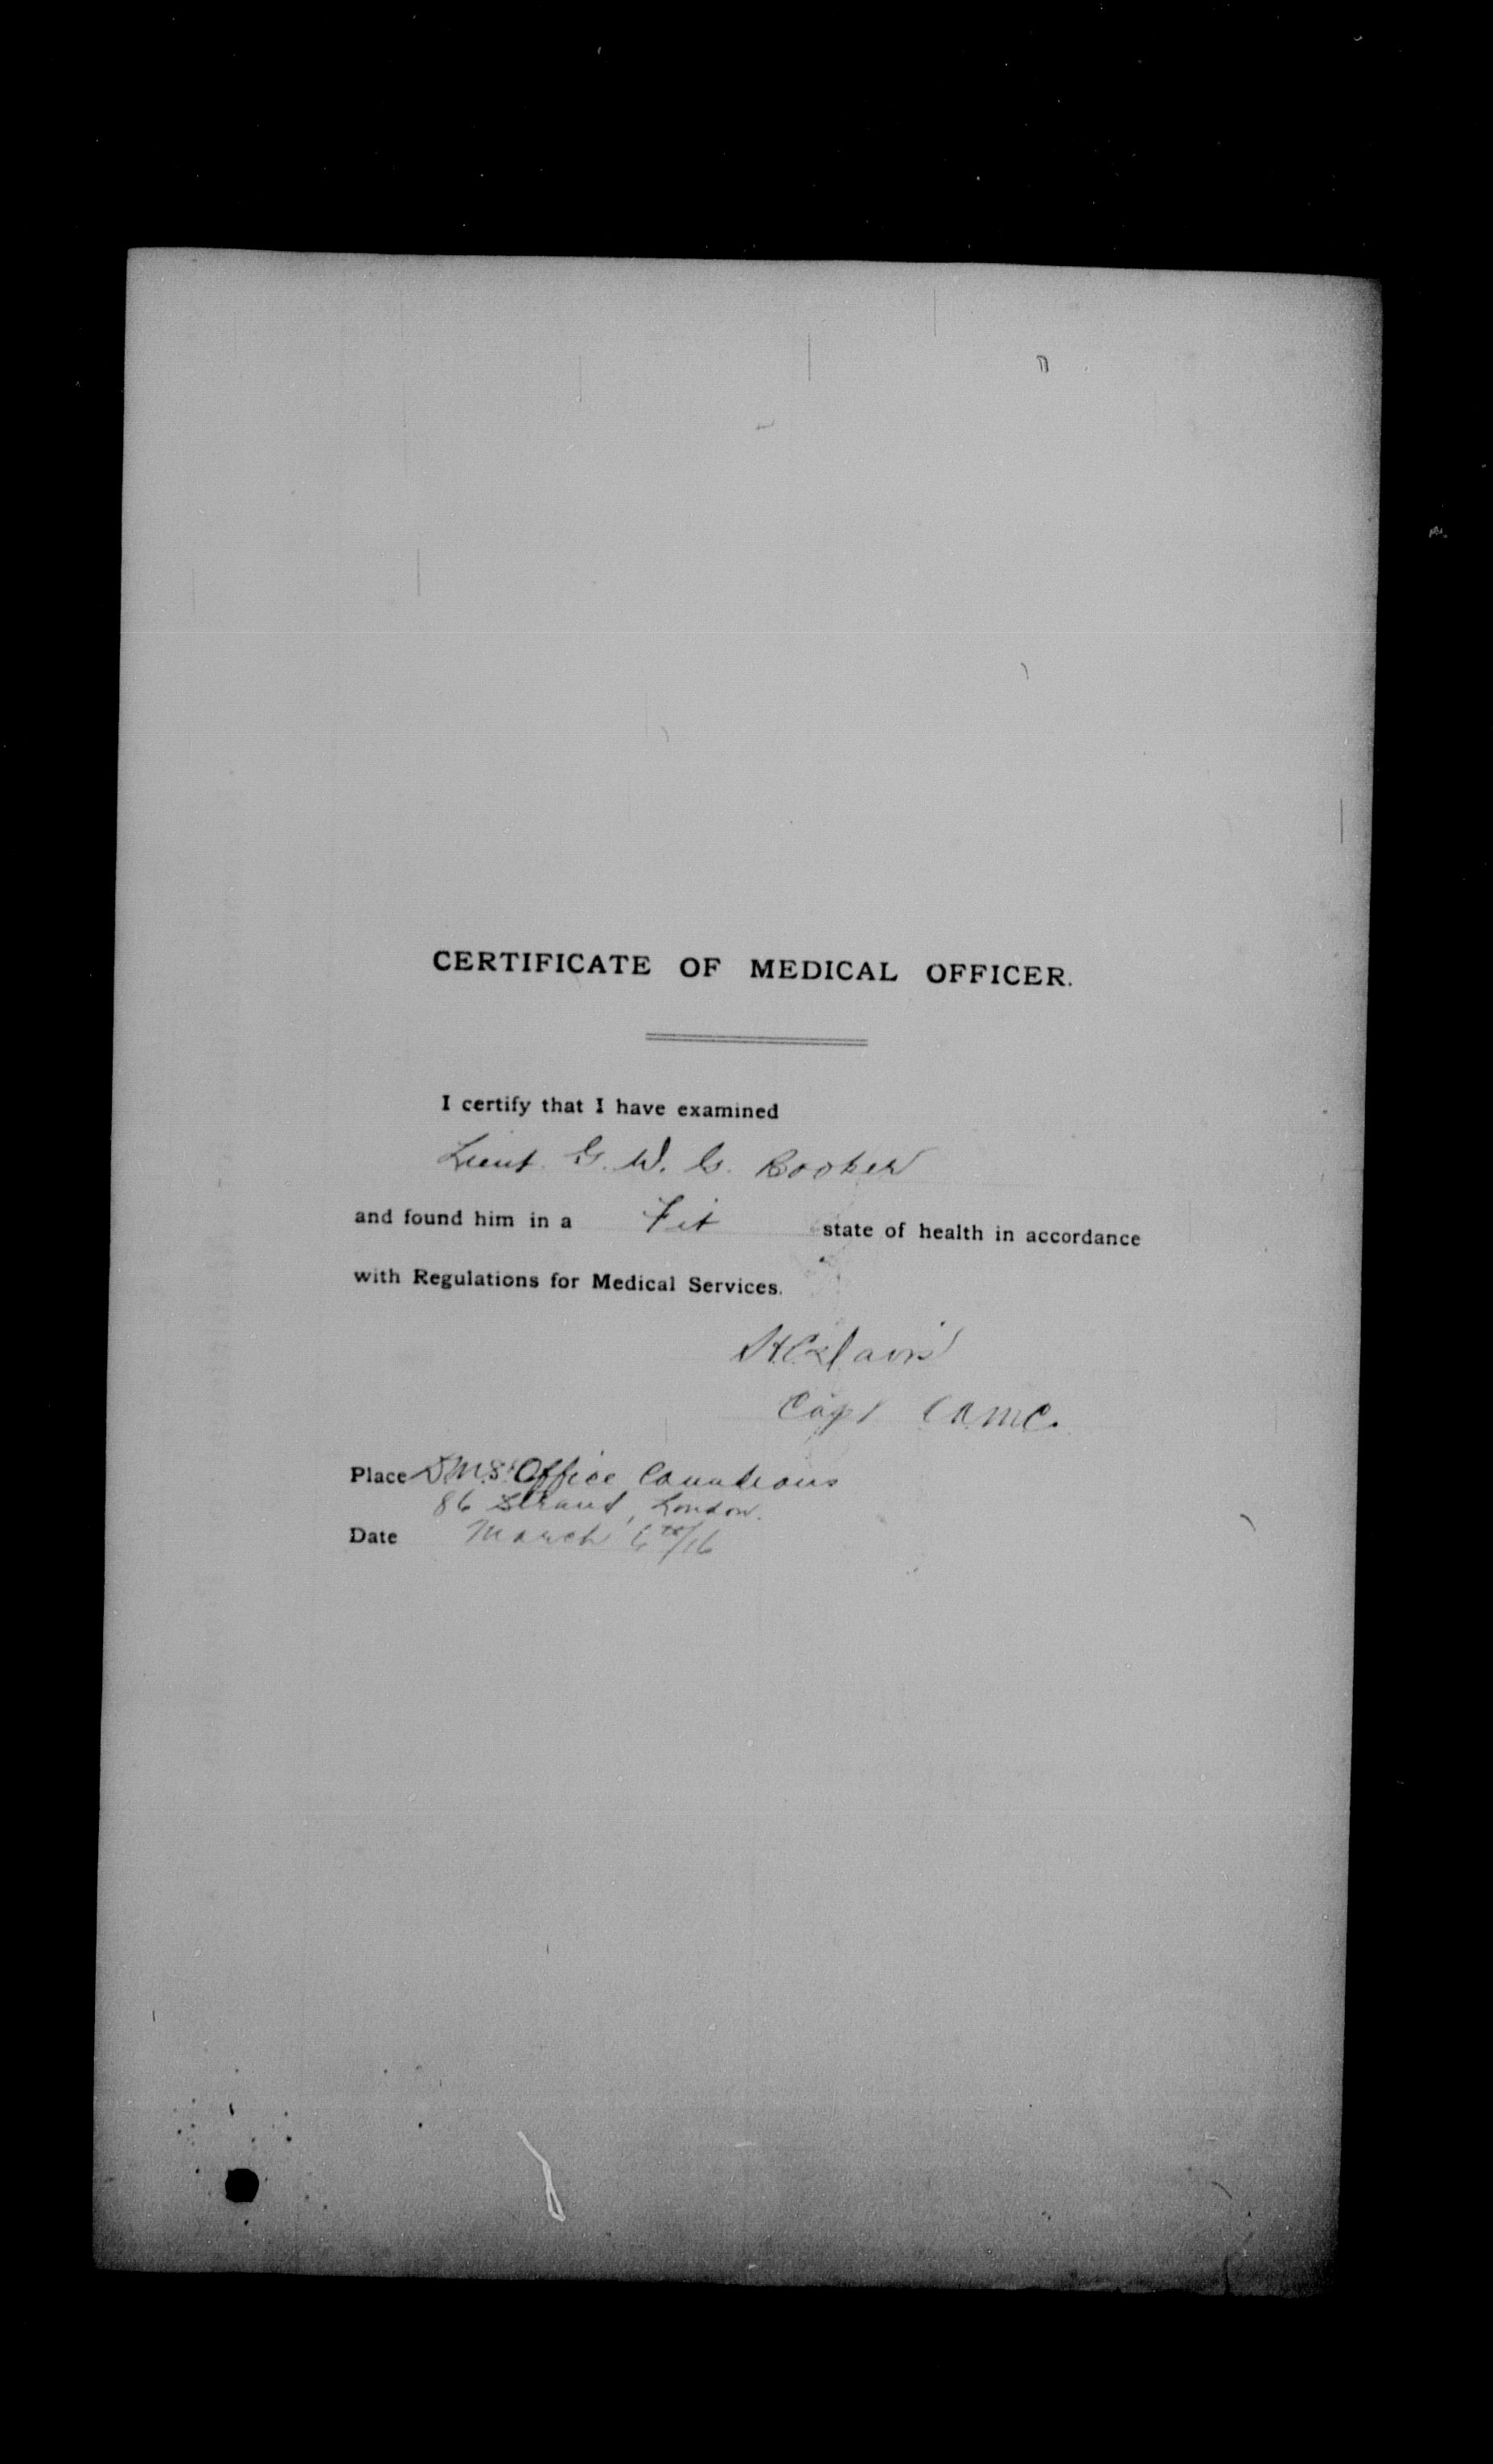 CERTIFICATE OF MEDICAL OFFICER.
I certify that I have examined
Lieut. G. W. G. Booker
and found him in a Fit state of health in accordance
with Regulations for Medical Services.
Capt CAMC.
Place D.M.S. Office Canadians
86 Strand, London.
Date March 6th/16